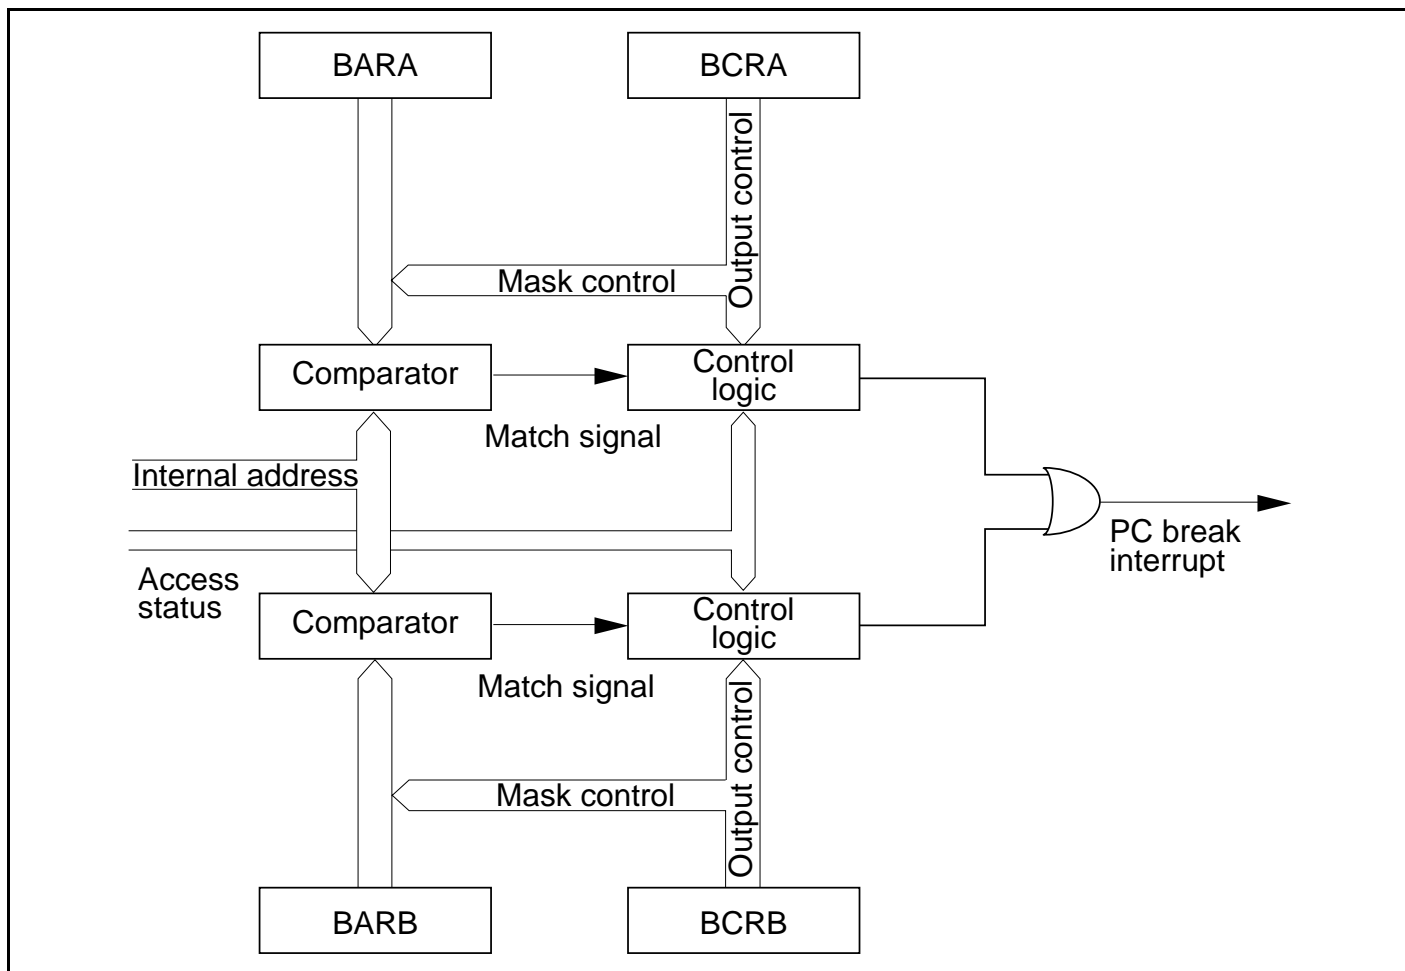 BARA
BCRA
Output control
Mask control
Comparator
Control
logic
Match signal
Internal address
Access
status
PC break
interrupt
Comparator
Control
logic
Match signal
Output control
Mask control
BARB
BCRB